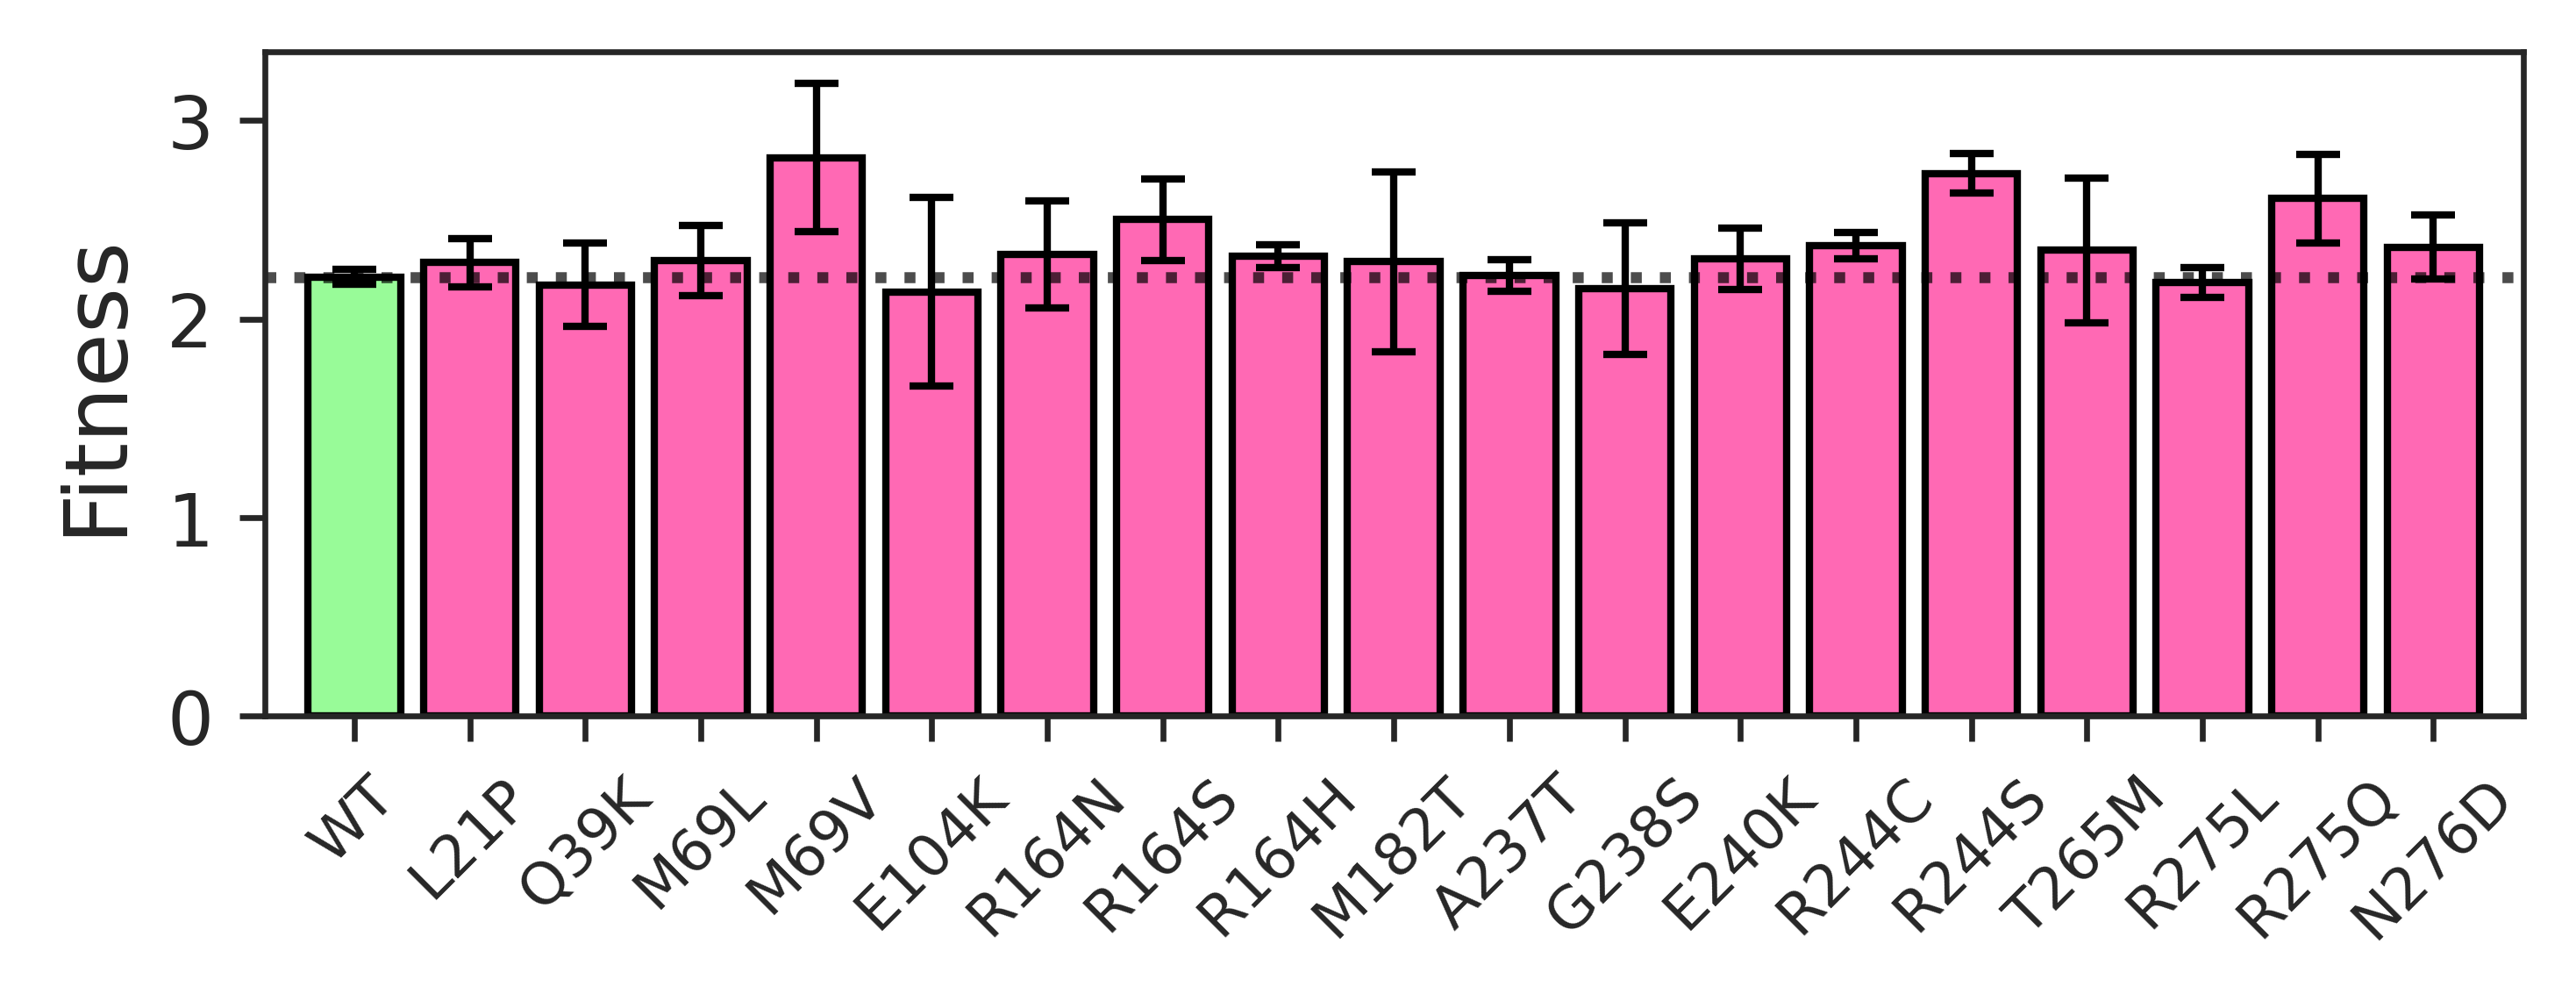 Fitness
3
2
1
0
WT
L21P
Q39K
M69L
M69V
E104K
R164N
R164S
R164H
M182T
A237T
G238S
E240K
R244C
R244S
T265M
R275L
R275Q
N276D